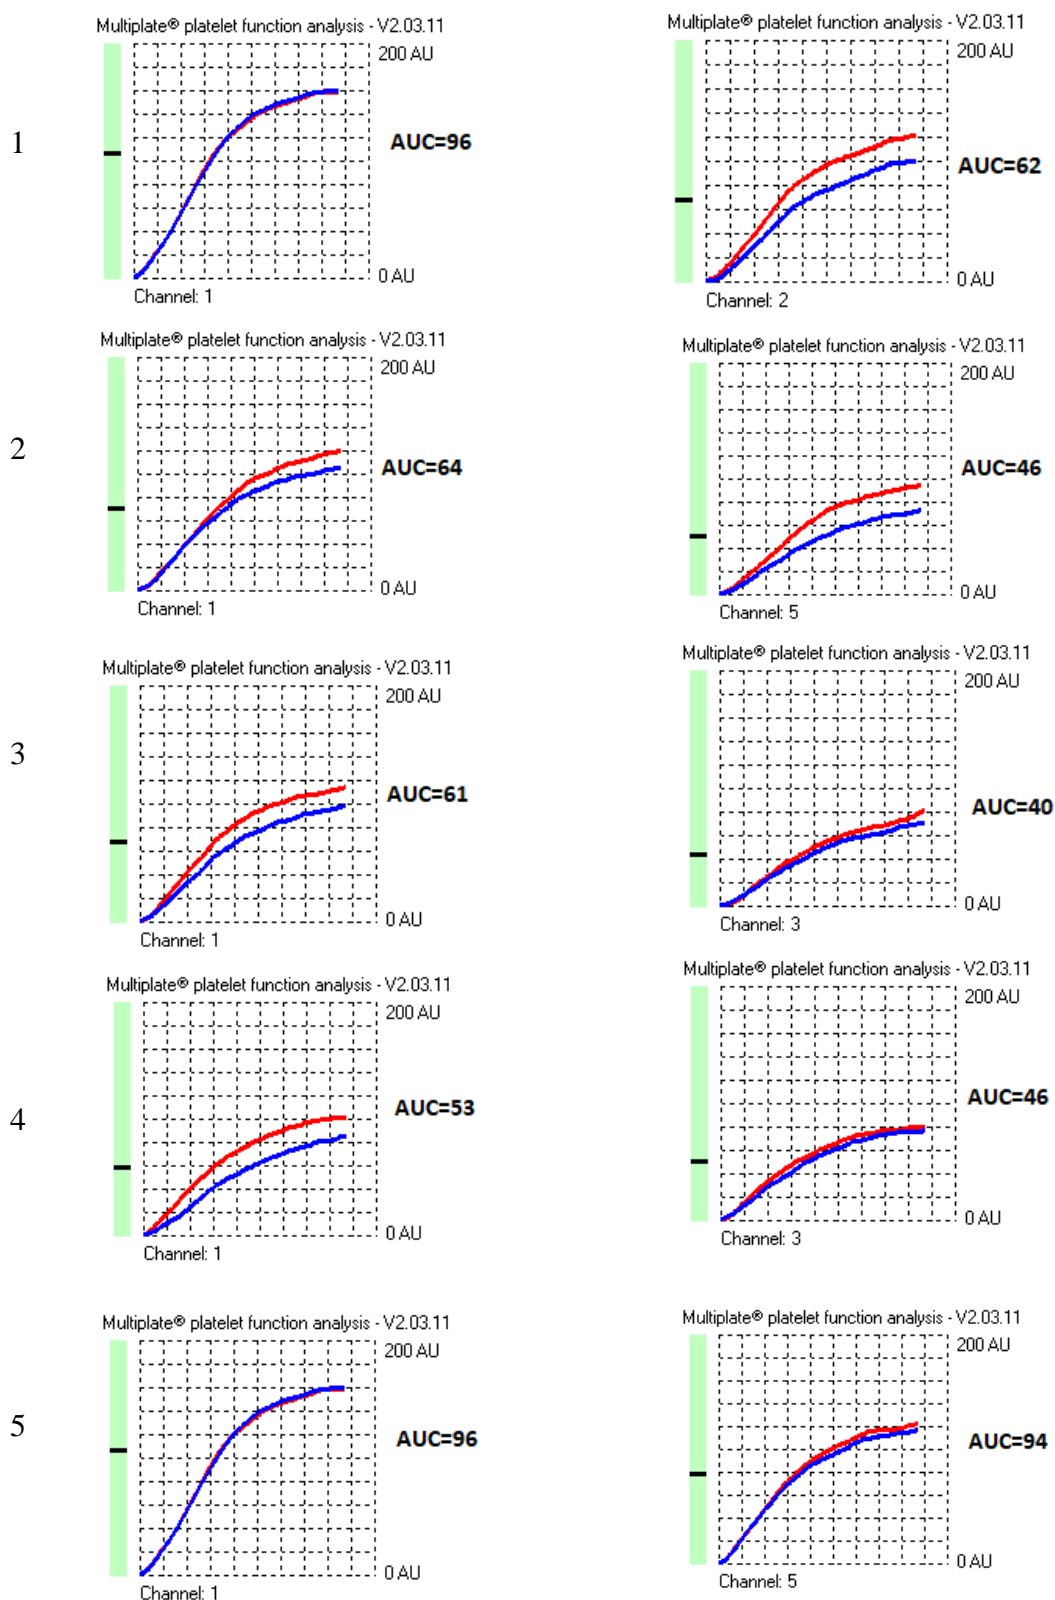 Multiplate® platelet function analysis - V2.03.11
200 AU
1
AUC=96
0 AU
Channel: 1
Multiplate® platelet function analysis - V2.03.11
200 AU
AUC=62
0 AU
Channel: 2
Multiplate® platelet function analysis - V2.03.11
200 AU
2
AUC=64
0 AU
Channel: 1
Multiplate® platelet function analysis - V2.03.11
200 AU
AUC=46
0 AU
Channel: 5
Multiplate® platelet function analysis - V2.03.11
200 AU
3
AUC=61
0 AU
Channel: 1
Multiplate® platelet function analysis - V2.03.11
200 AU
AUC=40
0 AU
Channel: 3
Multiplate® platelet function analysis - V2.03.11
200 AU
4
AUC=53
0 AU
Channel: 1
Multiplate® platelet function analysis - V2.03.11
200 AU
AUC=46
0 AU
Channel: 3
Multiplate® platelet function analysis - V2.03.11
200 AU
5
AUC=96
0 AU
Channel: 1
Multiplate® platelet function analysis - V2.03.11
200 AU
AUC=94
0 AU
Channel: 5